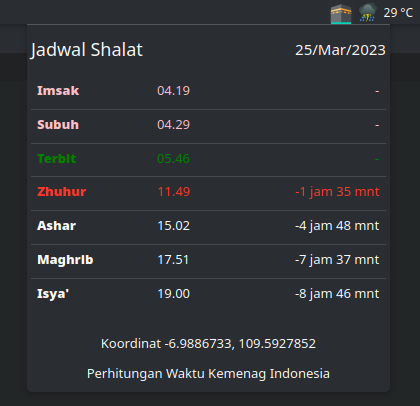 29 °C
Jadwal Shalat 25/Mar/2023
Imsak 04.19 -
Subuh 04.29 -
Terbit 05.46 -
Zhuhur 11.49 -1 jam 35 mnt
Ashar 15.02 -4 jam 48 mnt
Maghrib 17.51 -7 jam 37 mnt
Isya' 19.00 -8 jam 46 mnt
Koordinat -6.9886733, 109.5927852
Perhitungan Waktu Kemenag Indonesia